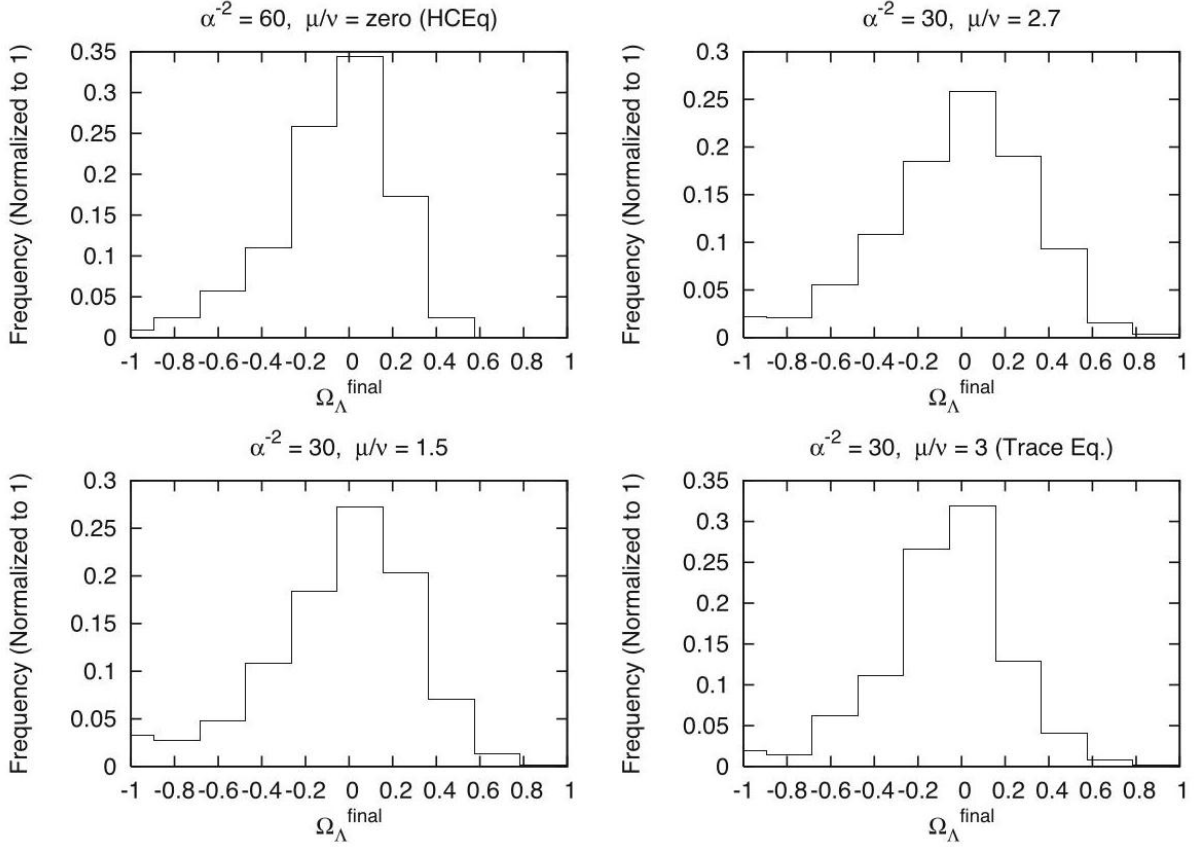 α⁻² = 60, μ/ν = zero (HCEq)
Frequency (Normalized to 1)
0.35
0.3
0.25
0.2
0.15
0.1
0.05
0
-1 -0.8 -0.6 -0.4 -0.2 0 0.2 0.4 0.6 0.8 1
Ω_Λ^final
α⁻² = 30, μ/ν = 2.7
Frequency (Normalized to 1)
0.3
0.25
0.2
0.15
0.1
0.05
0
-1 -0.8 -0.6 -0.4 -0.2 0 0.2 0.4 0.6 0.8 1
Ω_Λ^final
α⁻² = 30, μ/ν = 1.5
Frequency (Normalized to 1)
0.3
0.25
0.2
0.15
0.1
0.05
0
-1 -0.8 -0.6 -0.4 -0.2 0 0.2 0.4 0.6 0.8 1
Ω_Λ^final
α⁻² = 30, μ/ν = 3 (Trace Eq.)
Frequency (Normalized to 1)
0.35
0.3
0.25
0.2
0.15
0.1
0.05
0
-1 -0.8 -0.6 -0.4 -0.2 0 0.2 0.4 0.6 0.8 1
Ω_Λ^final